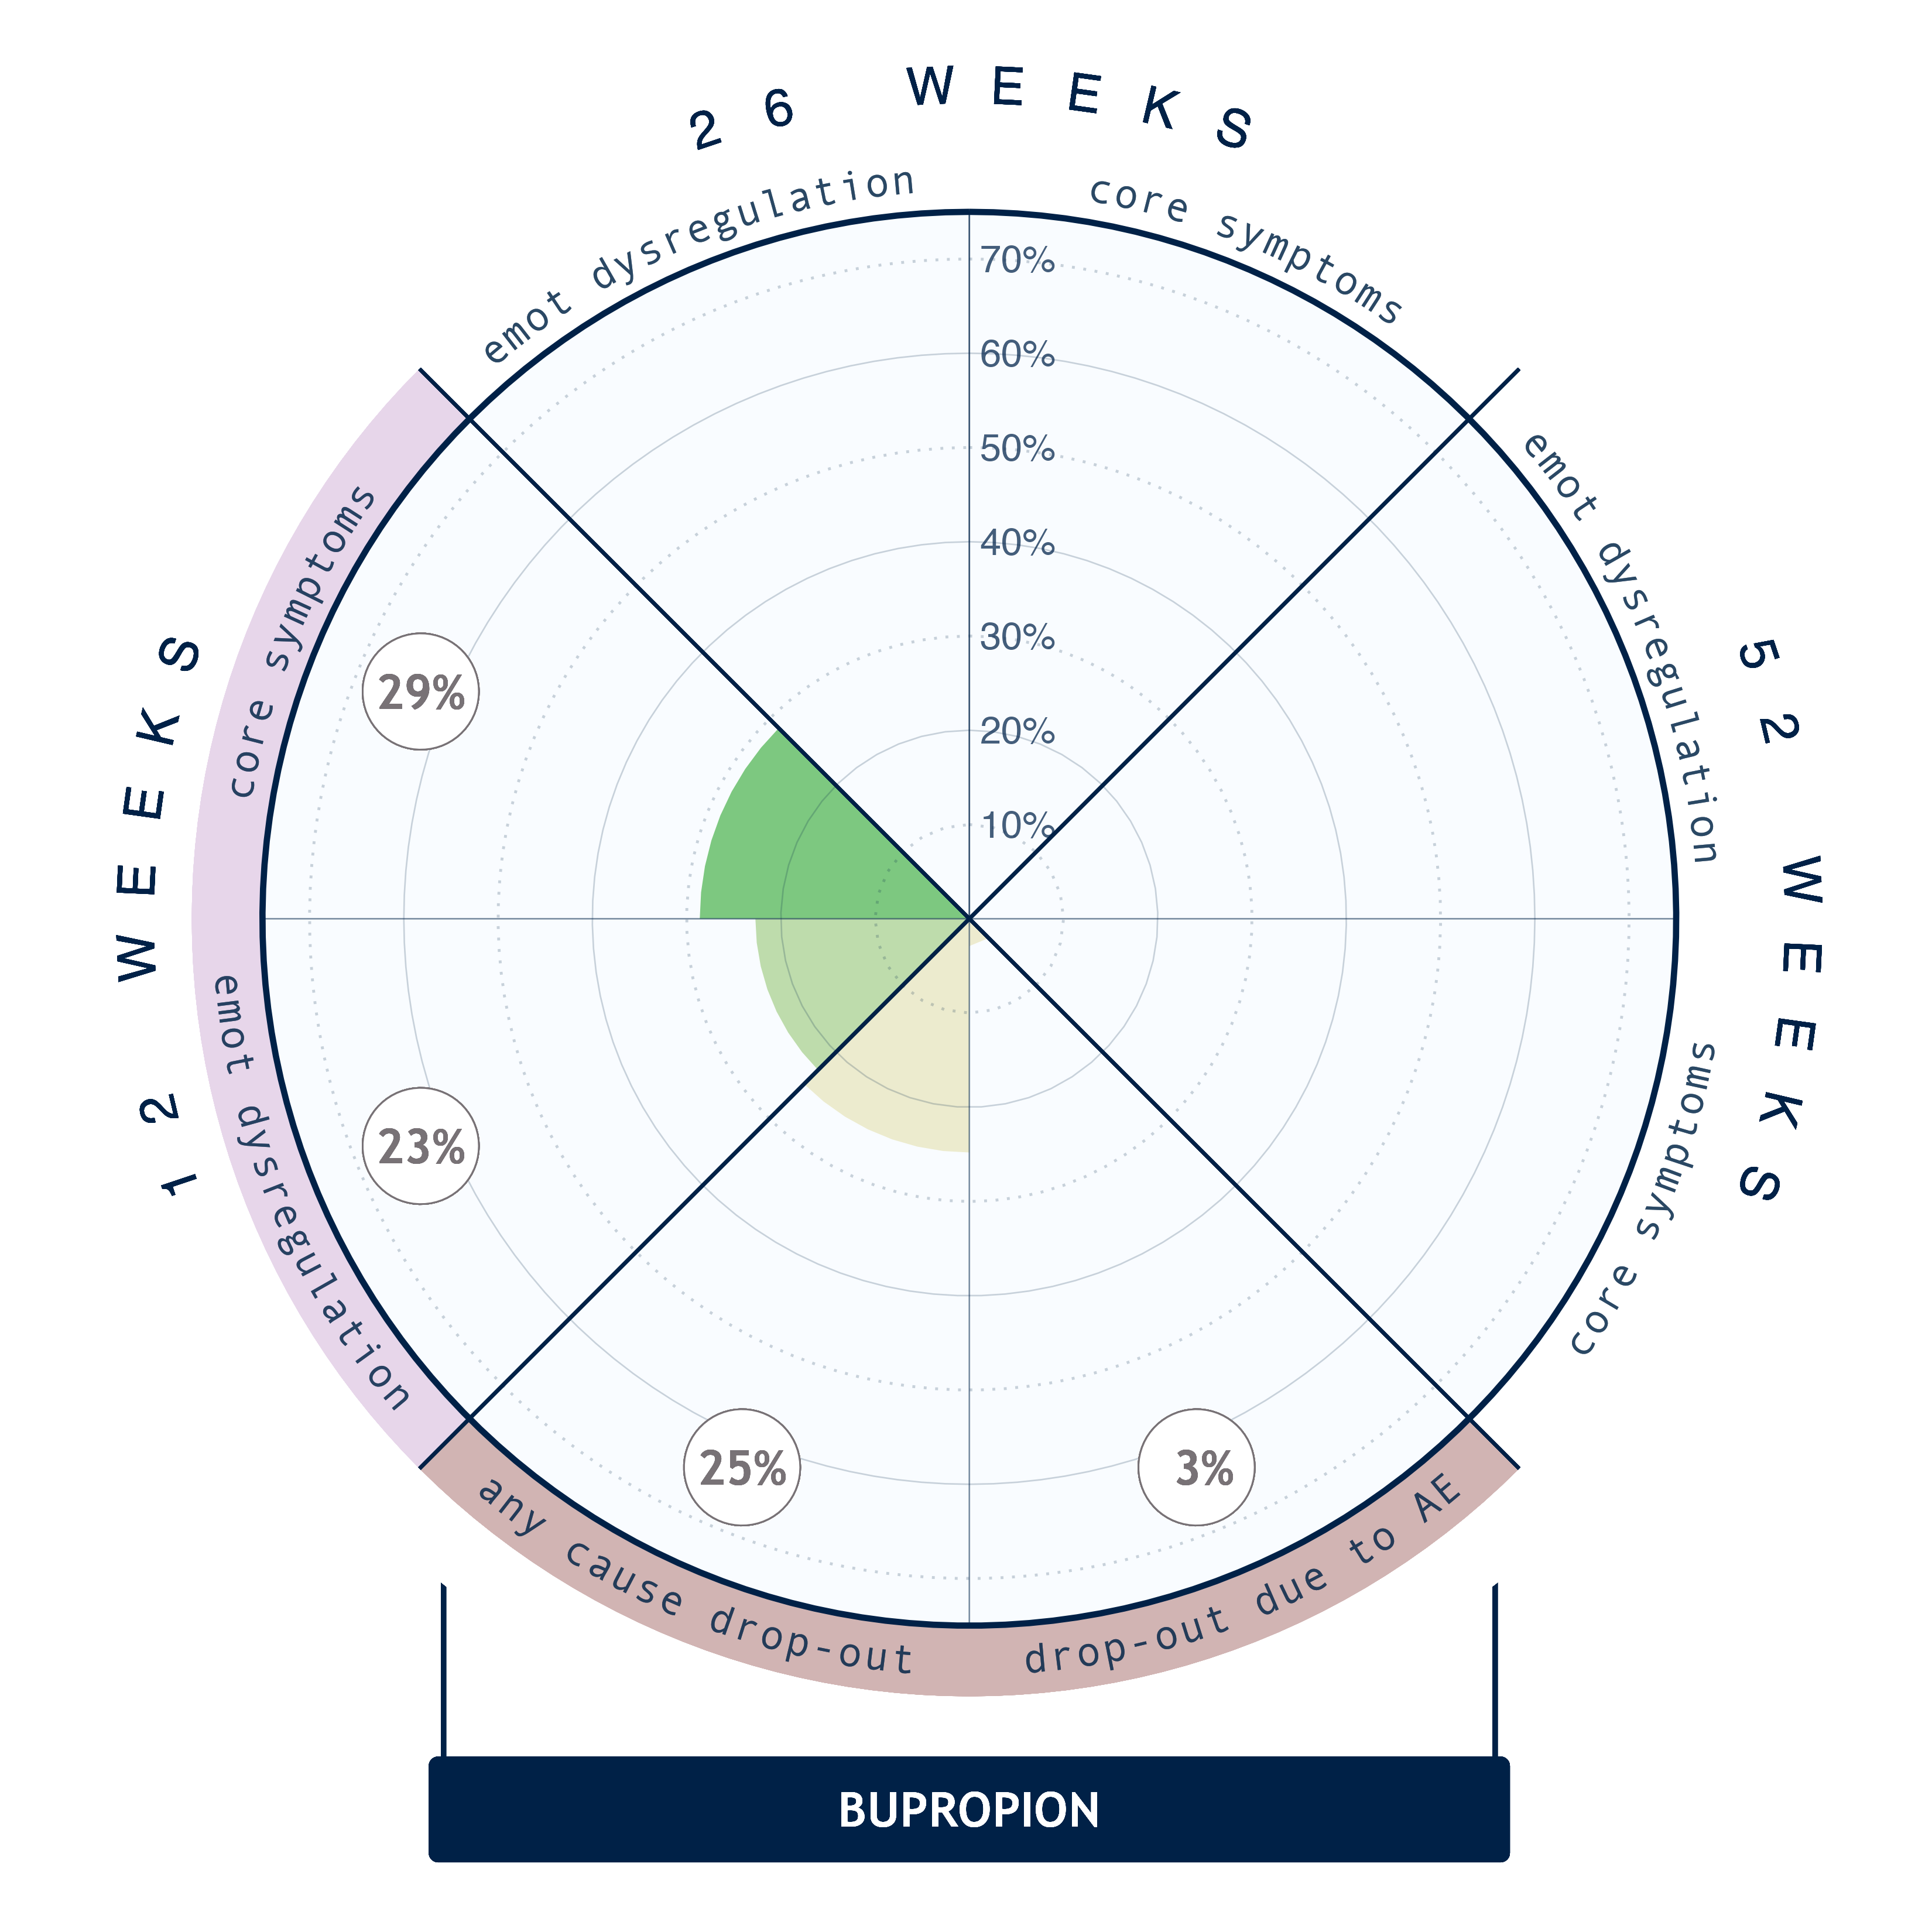 26 WEEKS
emot dysregulation
core symptoms
70%
60%
50%
40%
30%
20%
10%
12 WEEKS
core symptoms
29%
emot dysregulation
23%
52 WEEKS
emot dysregulation
core symptoms
25%
3%
any cause drop-out
drop-out due to AE
BUPROPION